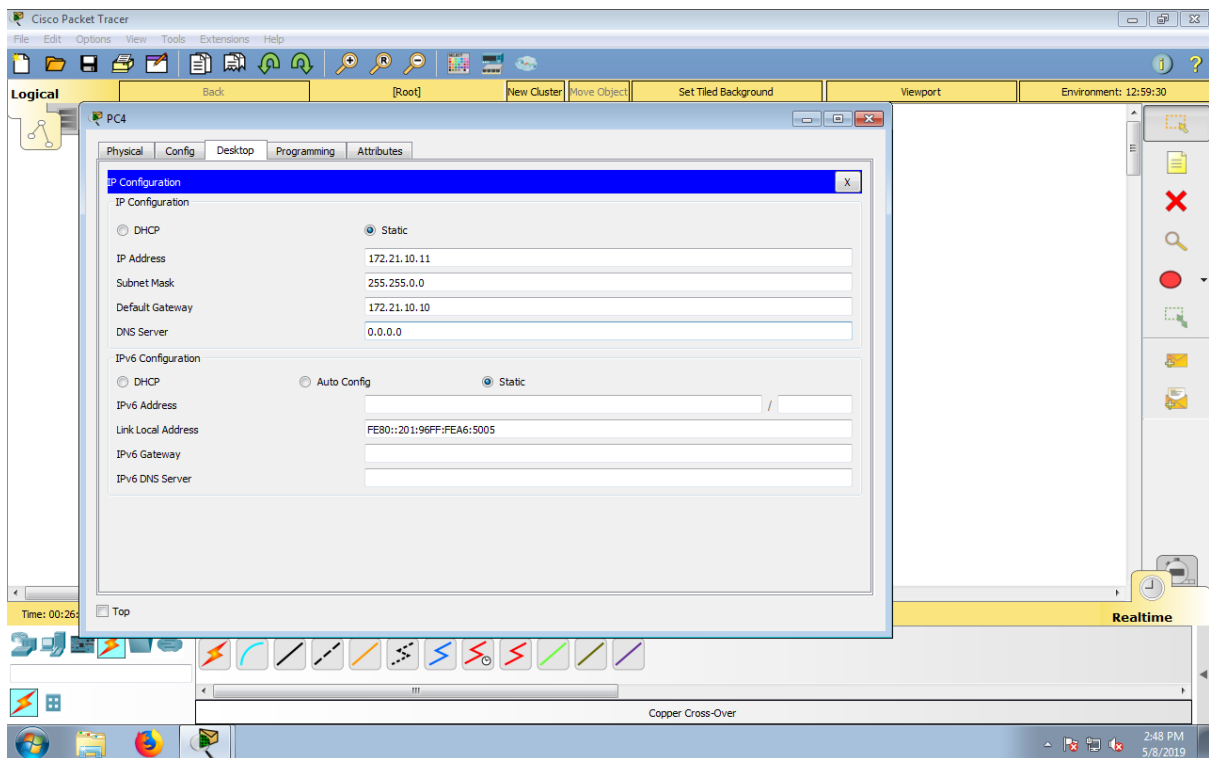 Cisco Packet Tracer
File Edit Options View Tools Extensions Help
Logical Back [Root] New Cluster Move Object Set Tiled Background Viewport Environment: 12:59:30
PC4
Physical Config Desktop Programming Attributes
IP Configuration X
IP Configuration
DHCP Static
IP Address 172.21.10.11
Subnet Mask 255.255.0.0
Default Gateway 172.21.10.10
DNS Server 0.0.0.0
IPv6 Configuration
DHCP Auto Config Static
IPv6 Address /
Link Local Address FE80::201:96FF:FEA6:5005
IPv6 Gateway
IPv6 DNS Server
Top
Time: 00:26:
Realtime
Copper Cross-Over
2:48 PM
5/8/2019